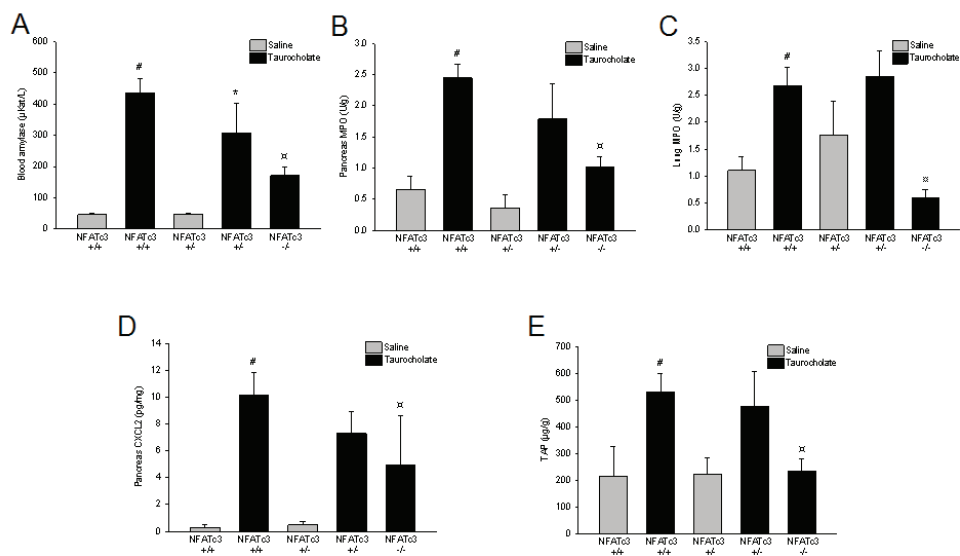 A
Blood amylase (µKat/L)
600
500
400
300
200
100
0
Saline
Taurocholate
#
*
¤
NFATc3 NFATc3 NFATc3 NFATc3 NFATc3
+/+ +/+ +/- +/- -/-
B
Pancreas MPO (U/g)
3.0
2.5
2.0
1.5
1.0
0.5
0.0
Saline
Taurocholate
#
¤
NFATc3 NFATc3 NFATc3 NFATc3 NFATc3
+/+ +/+ +/- +/- -/-
C
Lung MPO (U/g)
3.5
3.0
2.5
2.0
1.5
1.0
0.5
0.0
Saline
Taurocholate
#
¤
NFATc3 NFATc3 NFATc3 NFATc3 NFATc3
+/+ +/+ +/- +/- -/-
D
Pancreas CXCL2 (pg/mg)
14
12
10
8
6
4
2
0
Saline
Taurocholate
#
¤
NFATc3 NFATc3 NFATc3 NFATc3 NFATc3
+/+ +/+ +/- +/- -/-
E
TAP (µg/g)
700
600
500
400
300
200
100
0
Saline
Taurocholate
#
¤
NFATc3 NFATc3 NFATc3 NFATc3 NFATc3
+/+ +/+ +/- +/- -/-